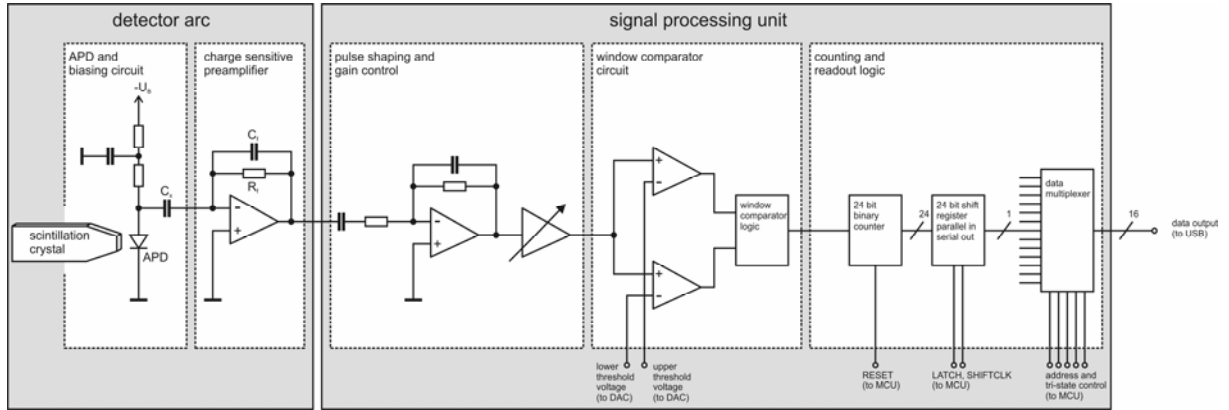 detector arc
signal processing unit
APD and
biasing circuit
charge sensitive
preamplifier
pulse shaping and
gain control
window comparator
circuit
counting and
readout logic
-U
C
f
R
f
C
APD
scintillation
crystal
+
-
+
-
+
-
+
-
window
comparator
logic
24 bit
binary
counter
24
24 bit shift
register
parallel in
serial out
1
data
multiplexer
16
data output
(to USB)
lower
threshold
voltage
(to DAC)
upper
threshold
voltage
(to DAC)
RESET
(to MCU)
LATCH, SHIFTCLK
(to MCU)
address and
tri-state control
(to MCU)